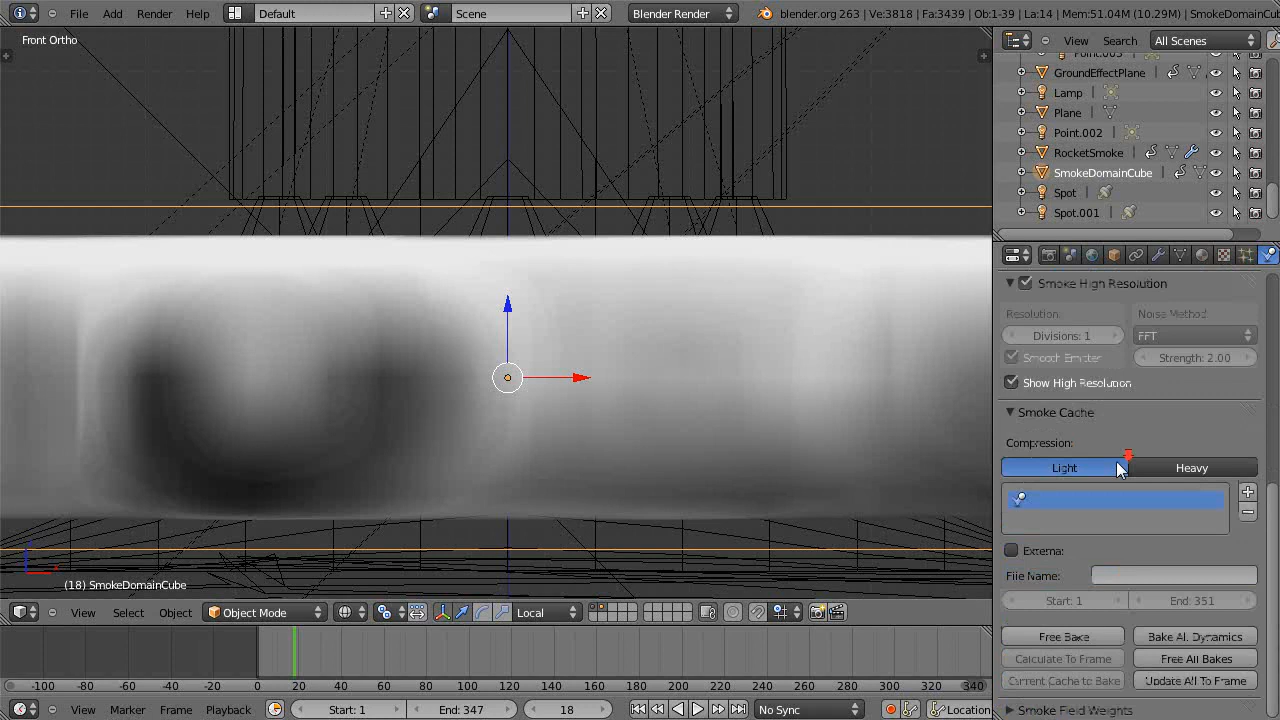 File Add Render Help Default Scene Blender Render blender.org 263 | Ve:3818 | Fa:3439 | Ob:1-39 | La:14 | Mem:51.04M (10.29M) | SmokeDomainCub
Front Ortho
View Search All Scenes
GroundEffectPlane
Lamp
Plane
Point.002
RocketSmoke
SmokeDomainCube
Spot
Spot.001
Smoke High Resolution
Resolution: Noise Method:
Divisions: 1 FFT
Smooth Emitter Strength: 2.00
Show High Resolution
Smoke Cache
Compression:
Light Heavy
External
File Name:
Start: 1 End: 351
Free Bake Bake All Dynamics
Calculate To Frame Free All Bakes
Current Cache to Bake Update All To Frame
Smoke Field Weights
(18) SmokeDomainCube
View Select Object Object Mode Local
-100 -80 -60 -40 -20 0 20 40 60 80 100 120 140 160 180 200 220 240 260 280 300 320 340
View Marker Frame Playback Start: 1 End: 347 18 No Sync Location